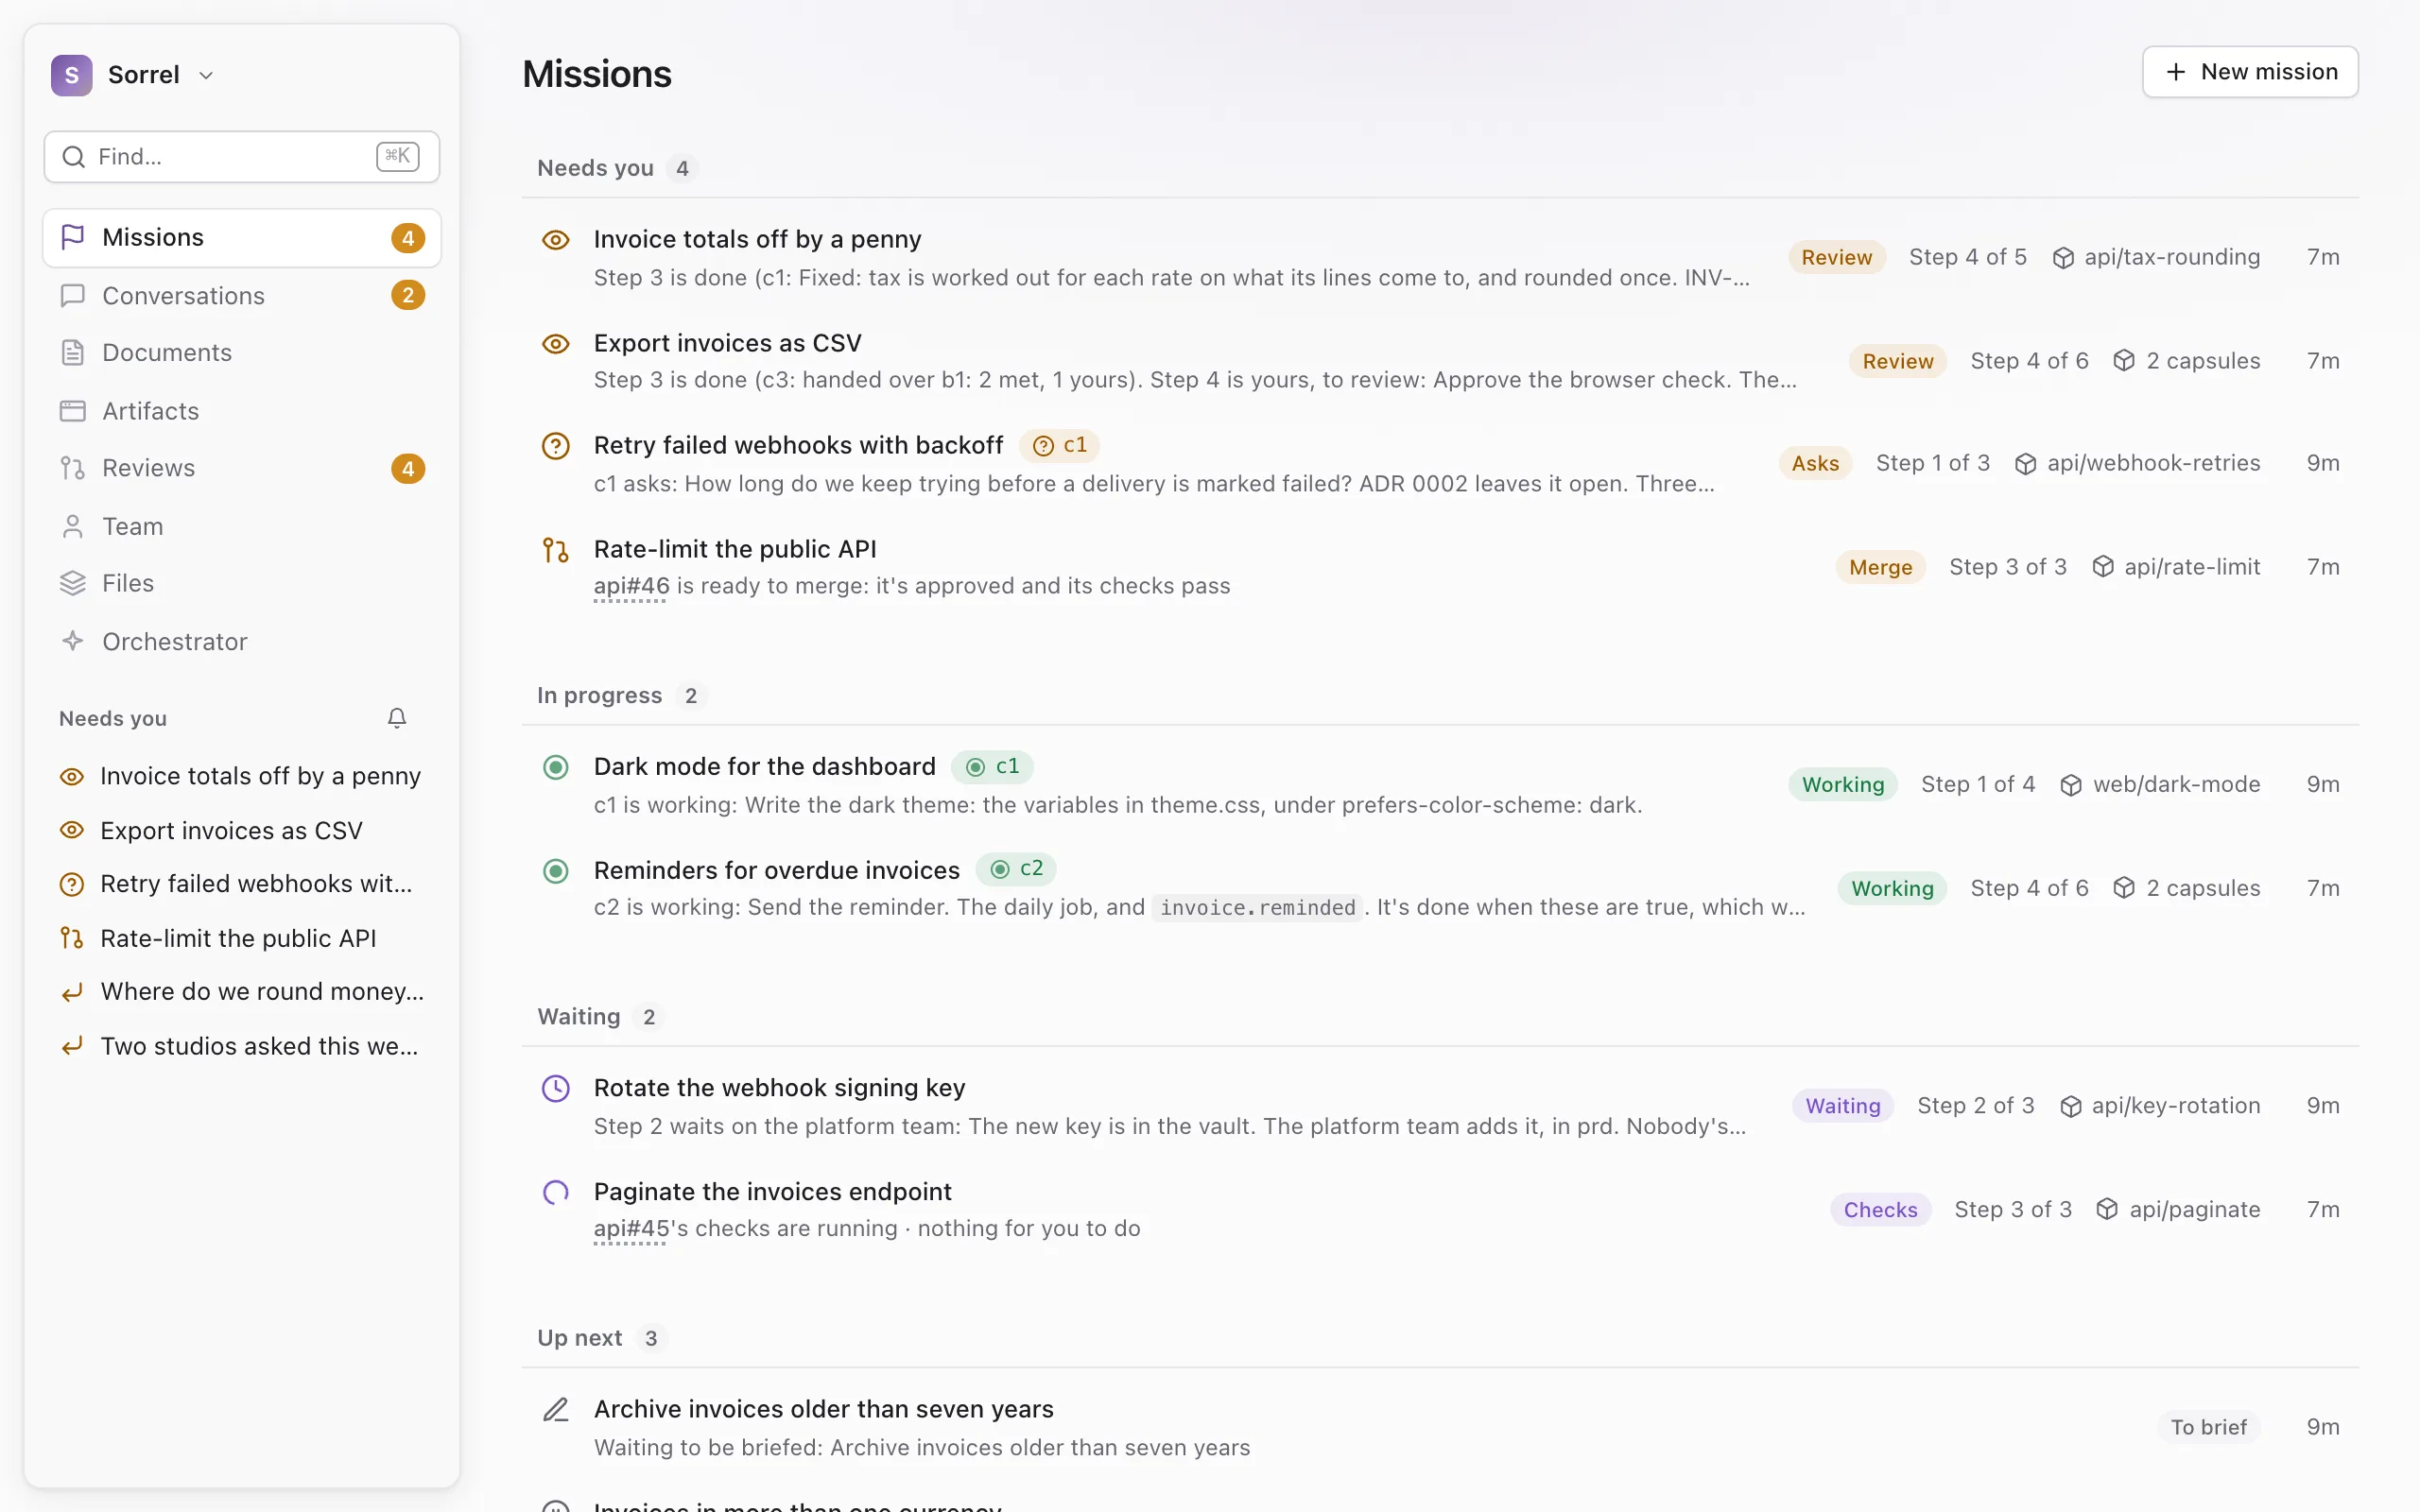 S Sorrel
Find... ⌘K
Missions 4
Conversations 2
Documents
Artifacts
Reviews 4
Team
Files
Orchestrator
Needs you
Invoice totals off by a penny
Export invoices as CSV
Retry failed webhooks wit...
Rate-limit the public API
Where do we round money...
Two studios asked this we...
Missions
New mission
Needs you 4
Invoice totals off by a penny
Step 3 is done (c1: Fixed: tax is worked out for each rate on what its lines come to, and rounded once. INV-...
Review Step 4 of 5 api/tax-rounding 7m
Export invoices as CSV
Step 3 is done (c3: handed over b1: 2 met, 1 yours). Step 4 is yours, to review: Approve the browser check. The...
Review Step 4 of 6 2 capsules 7m
Retry failed webhooks with backoff c1
c1 asks: How long do we keep trying before a delivery is marked failed? ADR 0002 leaves it open. Three...
Asks Step 1 of 3 api/webhook-retries 9m
Rate-limit the public API
api#46 is ready to merge: it's approved and its checks pass
Merge Step 3 of 3 api/rate-limit 7m
In progress 2
Dark mode for the dashboard c1
c1 is working: Write the dark theme: the variables in theme.css, under prefers-color-scheme: dark.
Working Step 1 of 4 web/dark-mode 9m
Reminders for overdue invoices c2
c2 is working: Send the reminder. The daily job, and invoice.reminded. It's done when these are true, which w...
Working Step 4 of 6 2 capsules 7m
Waiting 2
Rotate the webhook signing key
Step 2 waits on the platform team: The new key is in the vault. The platform team adds it, in prd. Nobody's...
Waiting Step 2 of 3 api/key-rotation 9m
Paginate the invoices endpoint
api#45's checks are running · nothing for you to do
Checks Step 3 of 3 api/paginate 7m
Up next 3
Archive invoices older than seven years
Waiting to be briefed: Archive invoices older than seven years
To brief 9m
Invoices in more than one currency